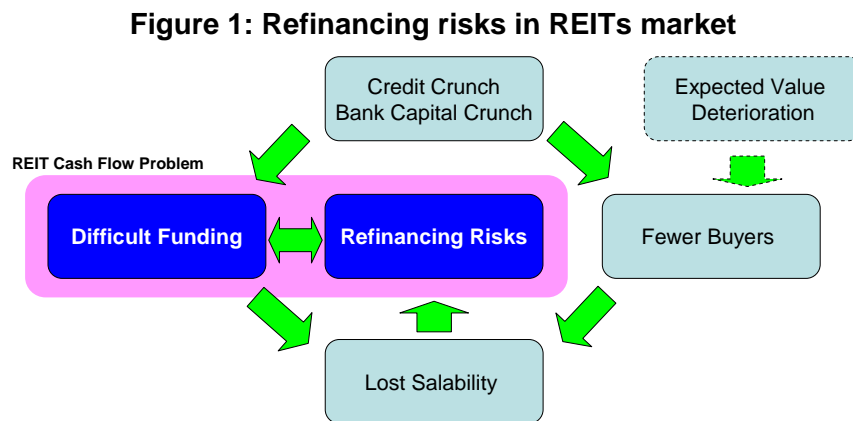 Figure 1: Refinancing risks in REITs market
Credit Crunch
Bank Capital Crunch
Expected Value
Deterioration
REIT Cash Flow Problem
Difficult Funding
Refinancing Risks
Fewer Buyers
Lost Salability